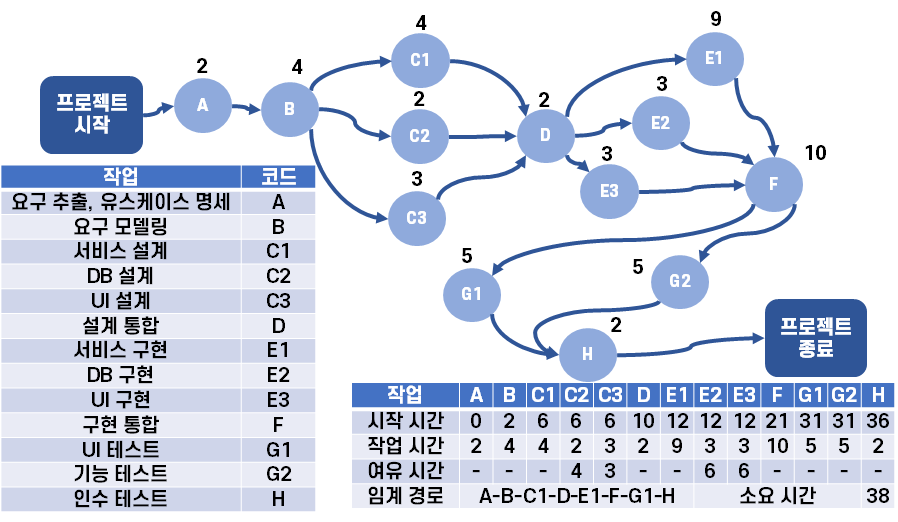 4
9
2
4
C1
E1
2
3
프로젝트
시작
A
B
C2
2
D
E2
3
3
10
E3
F
C3
작업 코드
요구 추출, 유스케이스 명세 A
요구 모델링 B
서비스 설계 C1
DB 설계 C2
UI 설계 C3
설계 통합 D
서비스 구현 E1
DB 구현 E2
UI 구현 E3
구현 통합 F
UI 테스트 G1
기능 테스트 G2
인수 테스트 H
5
5
G1
G2
2
H
프로젝트
종료
작업 A B C1 C2 C3 D E1 E2 E3 F G1 G2 H
시작 시간 0 2 6 6 6 10 12 12 12 21 31 31 36
작업 시간 2 4 4 2 3 2 9 3 3 10 5 5 2
여유 시간 - - - 4 3 - - 6 6 - - - -
임계 경로 A-B-C1-D-E1-F-G1-H 소요 시간 38